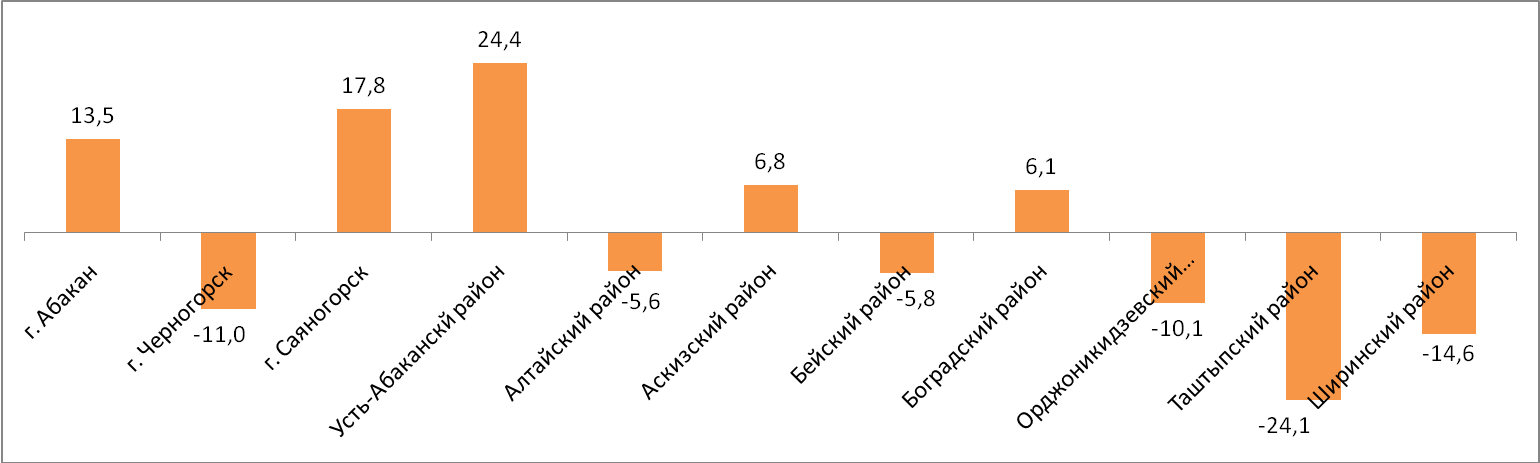 13,5
-11,0
17,8
24,4
-5,6
6,8
-5,8
6,1
-10,1
-24,1
-14,6
г. Абакан
г. Черногорск
г. Саяногорск
Усть-Абаканскй район
Алтайский район
Аскизский район
Бейский район
Боградский район
Орджоникидзевский...
Таштыпский район
Ширинский район